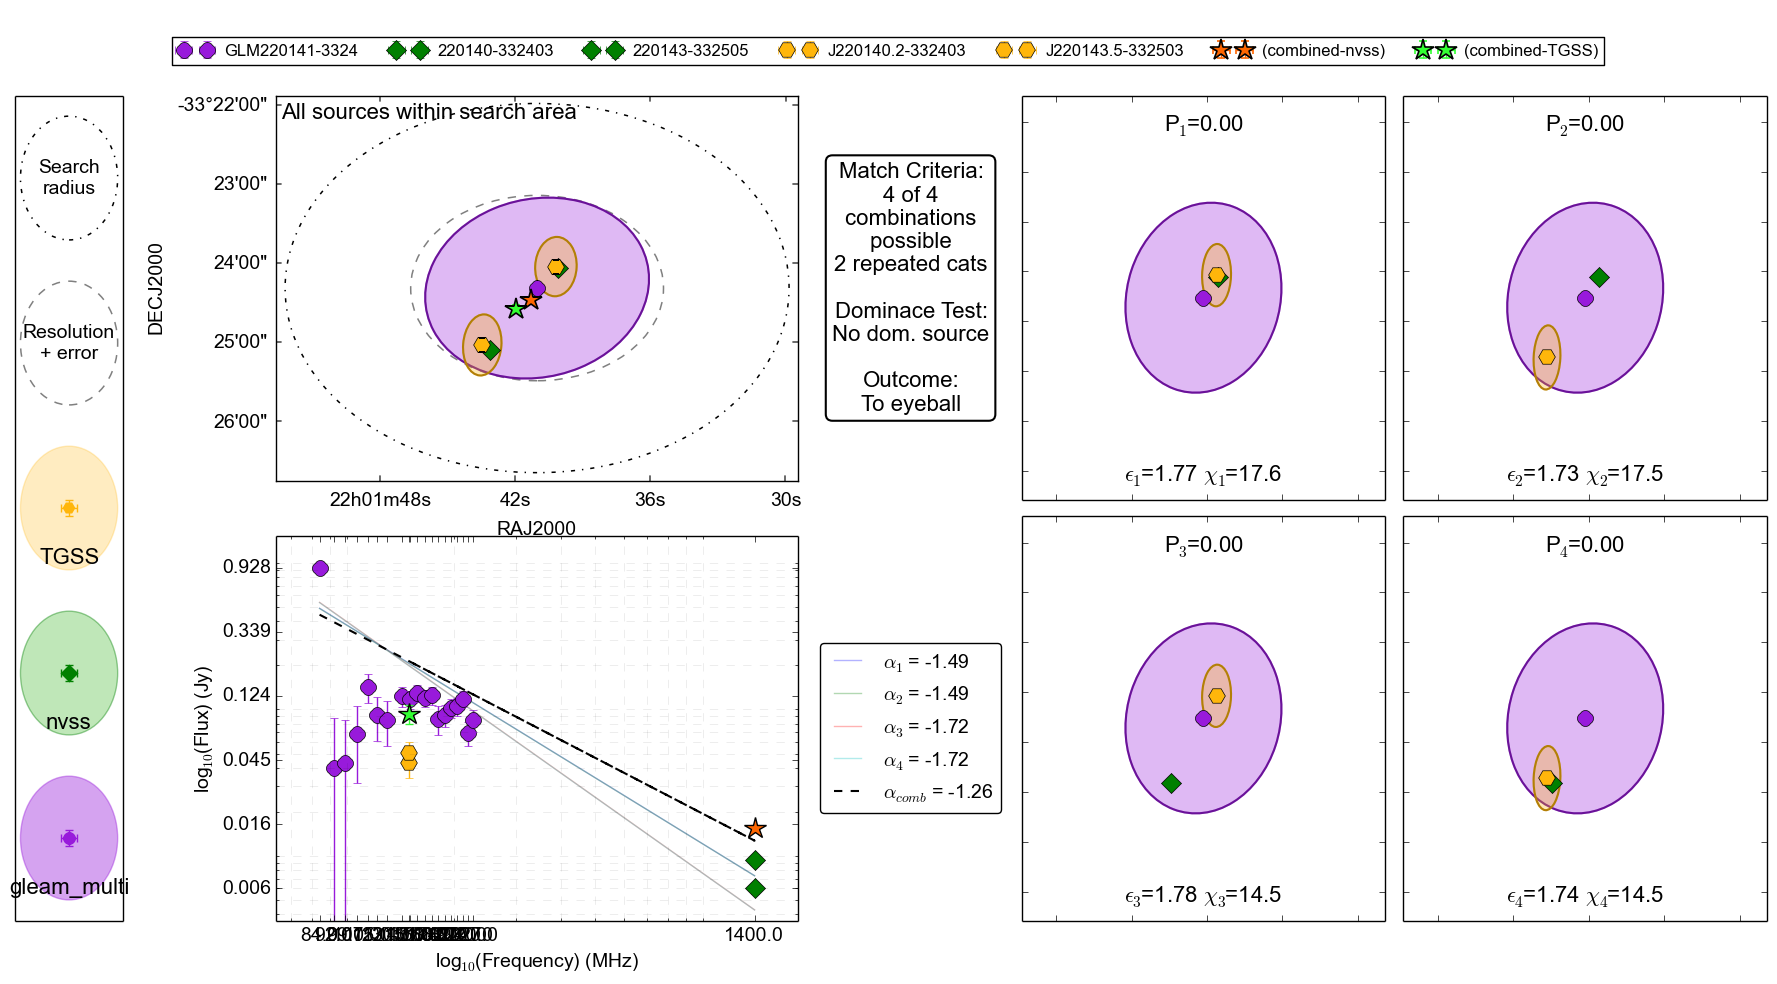 GLM220141-3324 220140-332403 220143-332505 J220140.2-332403 J220143.5-332503 (combined-nvss) (combined-TGSS)
Search
radius
Resolution
+ error
TGSS
nvss
gleam_multi
All sources within search area
-33°22'00"
23'00"
24'00"
25'00"
26'00"
DECJ2000
22h01m48s 42s 36s 30s
RAJ2000
Match Criteria:
4 of 4
combinations
possible
2 repeated cats
Dominace Test:
No dom. source
Outcome:
To eyeball
P1=0.00
ϵ1=1.77 χ1=17.6
P2=0.00
ϵ2=1.73 χ2=17.5
0.928
0.339
0.124
0.045
0.016
0.006
log10(Flux) (Jy)
1400.0
log10(Frequency) (MHz)
α1 = -1.49
α2 = -1.49
α3 = -1.72
α4 = -1.72
αcomb = -1.26
P3=0.00
ϵ3=1.78 χ3=14.5
P4=0.00
ϵ4=1.74 χ4=14.5